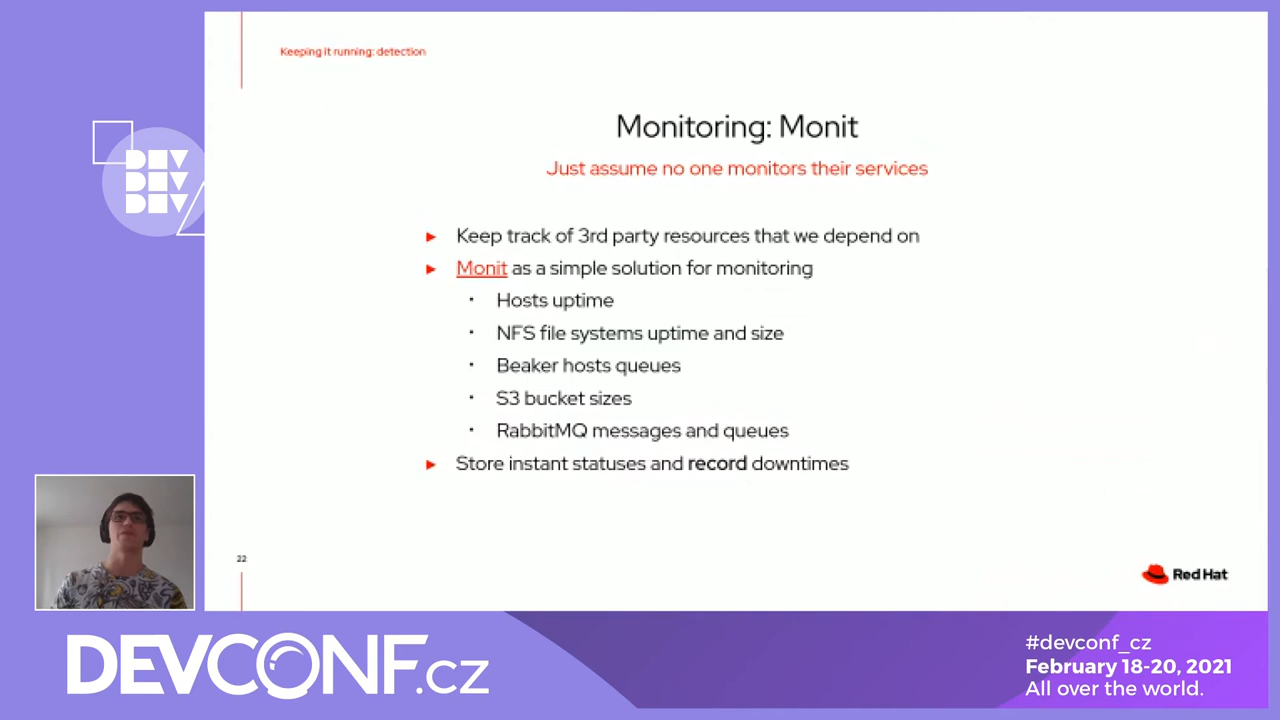 Keeping it running: detection
Monitoring: Monit
Just assume no one monitors their services
► Keep track of 3rd party resources that we depend on
► Monit as a simple solution for monitoring
· Hosts uptime
· NFS file systems uptime and size
· Beaker hosts queues
· S3 bucket sizes
· RabbitMQ messages and queues
► Store instant statuses and record downtimes
22
Red Hat
DEV
DEV
DEV
DEVCONF.cz
#devconf_cz
February 18-20, 2021
All over the world.